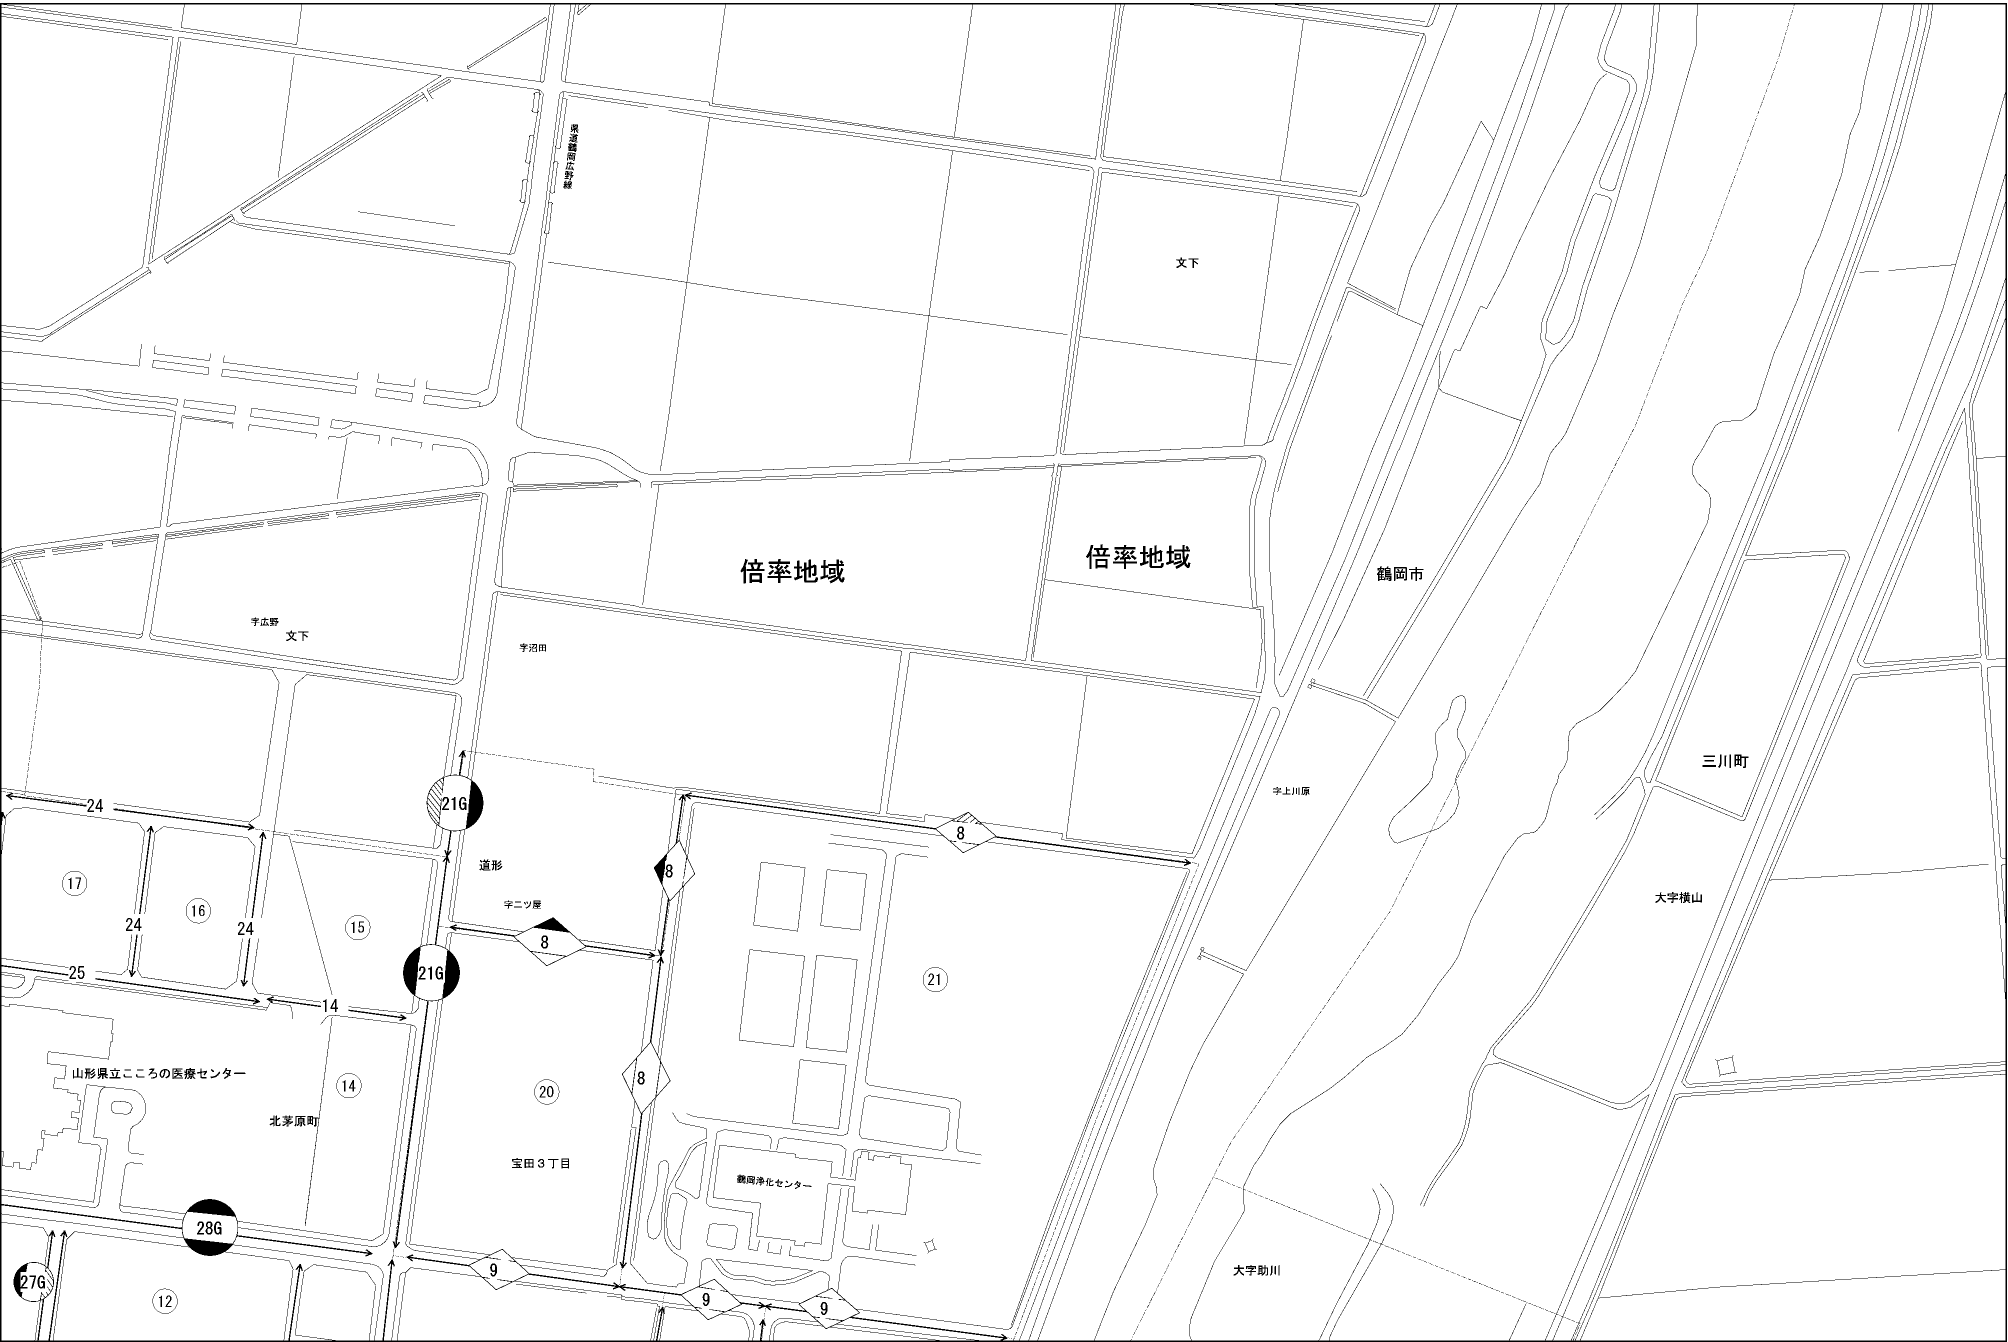 県道鶴岡広野線
文下
倍率地域
倍率地域
鶴岡市
字広野
文下
字沼田
三川町
字上川原
24
21G
8
道形
8
17
16
15
字二ツ屋
大字横山
24
24
8
25
21G
21
14
山形県立こころの医療センター
14
8
20
北茅原町
宝田3丁目
鶴岡浄化センター
28G
9
大字助川
27G
12
9
9